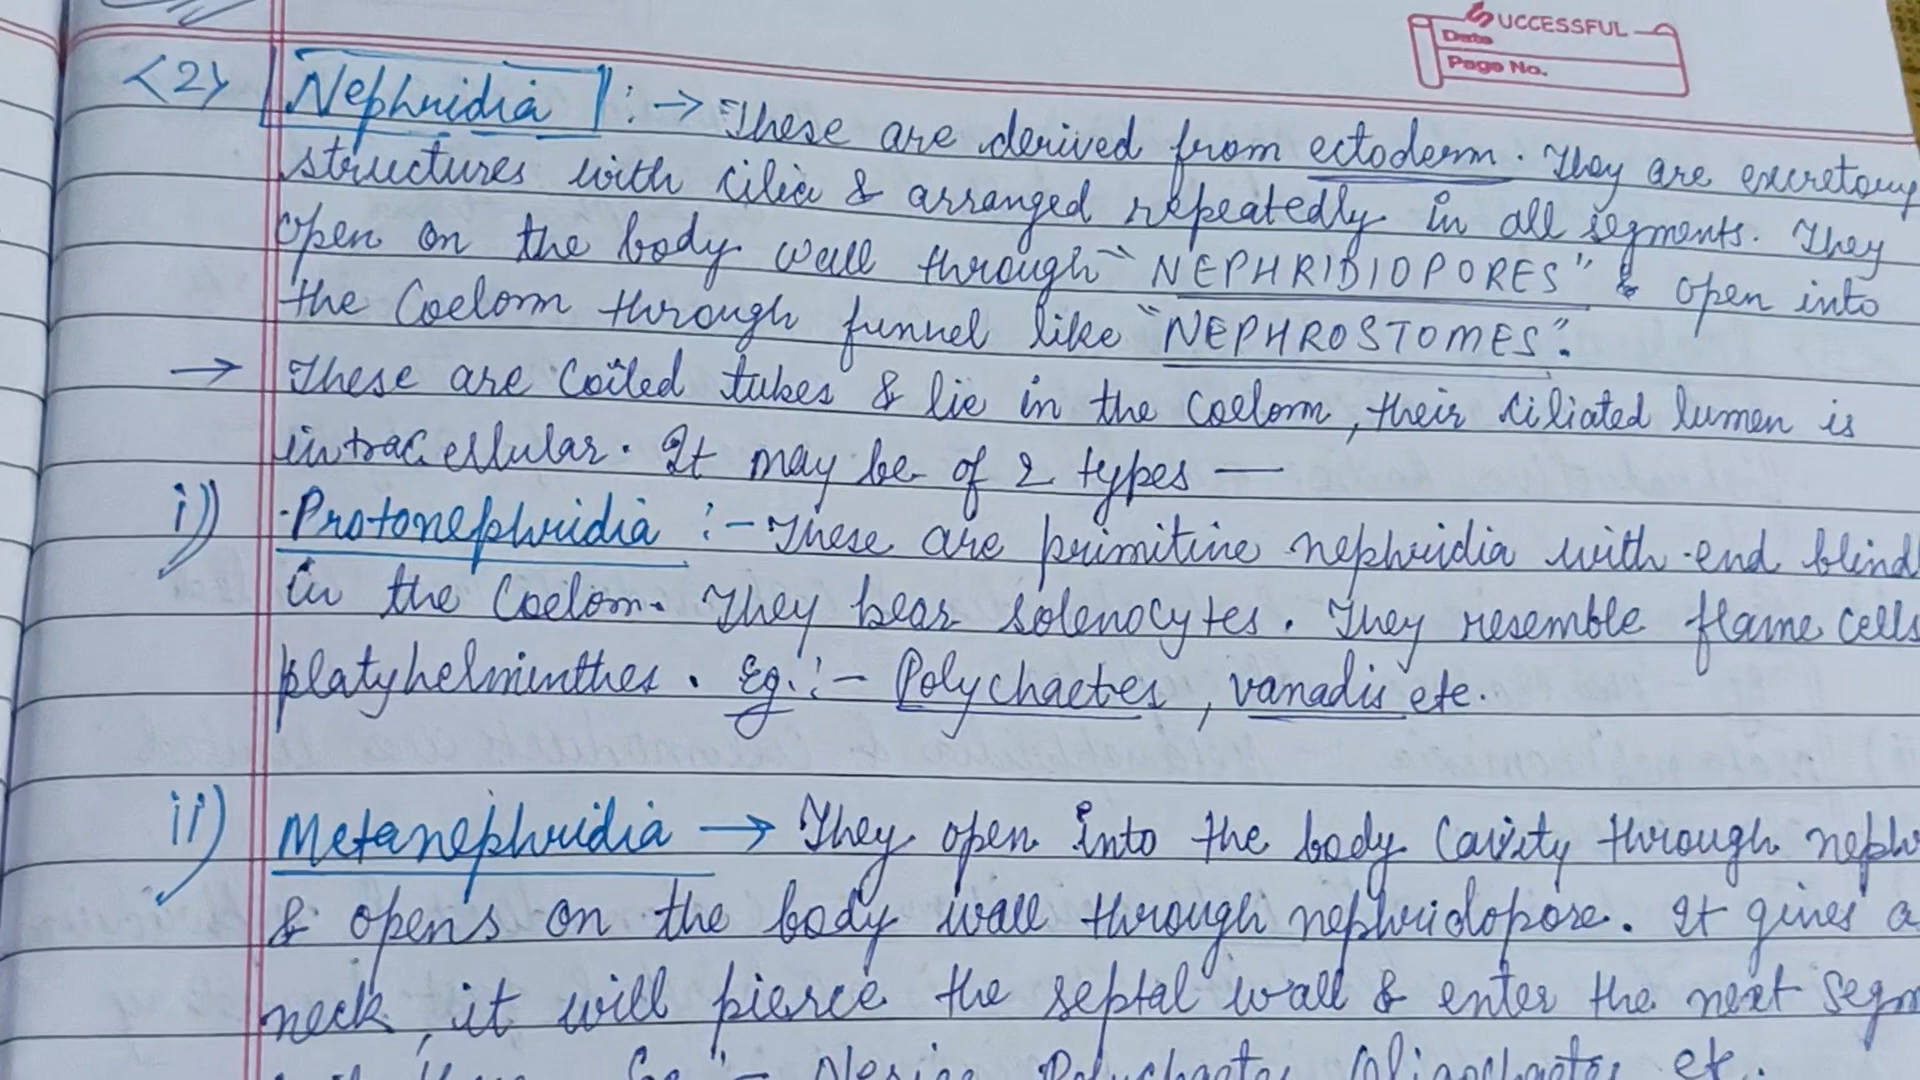 SUCCESSFUL
Date
Page No.
<2> Nephridia :→ These are derived from ectoderm. They are excretory
structures with cilia & arranged repeatedly in all segments. They
open on the body wall through "NEPHRIDIOPORES" & open into
the Coelom through funnel like "NEPHROSTOMES".
→ These are coiled tubes & lie in the coelom, their ciliated lumen is
intracellular. It may be of 2 types —
i) Protonephridia :- These are primitive nephridia with end blind
in the Coelom. They bear solenocytes. They resemble flame cells
platyhelminthes. Eg.:- Polychaetes, vanadis etc.
ii) Metanephridia → They open into the body cavity through neph
& opens on the body wall through nephridiopore. It gives a
neck, it will pierce the septal wall & enter the next segm
Polychaetes, Oligochaetes etc.